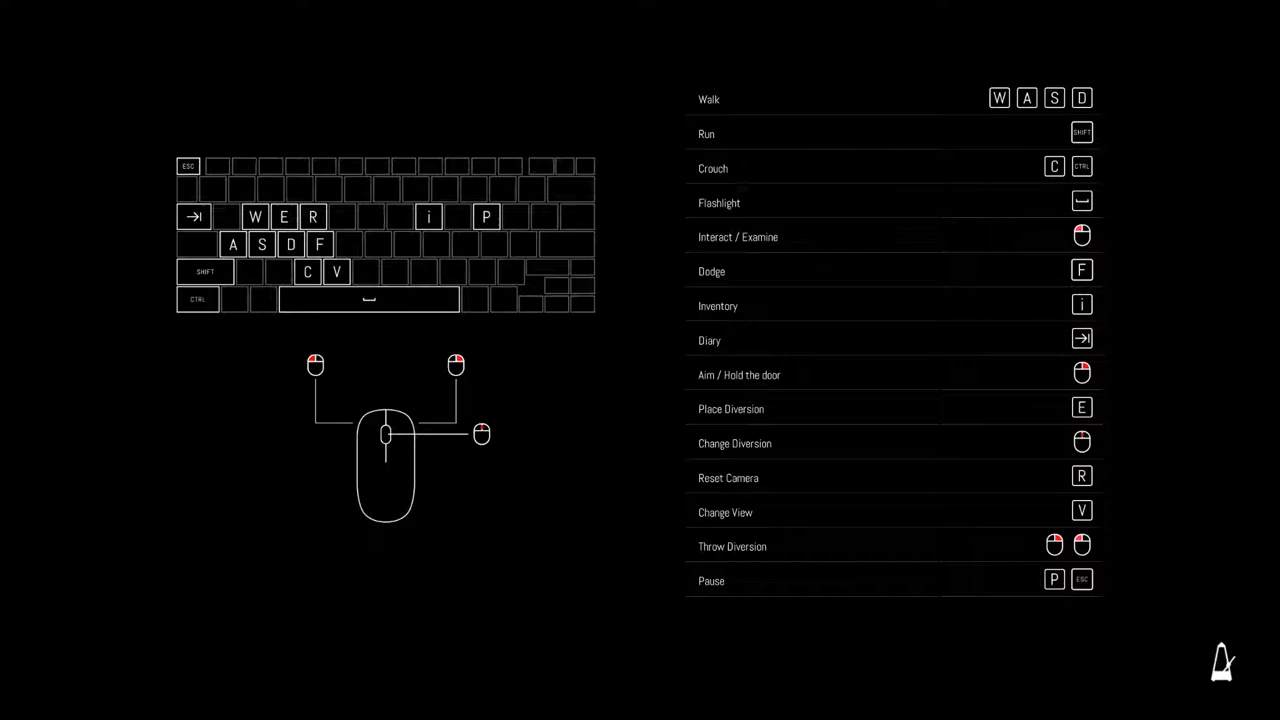 ESC
W E R i P
A S D F
SHIFT C V
CTRL
Walk W A S D
Run SHIFT
Crouch C CTRL
Flashlight
Interact / Examine
Dodge F
Inventory i
Diary
Aim / Hold the door
Place Diversion E
Change Diversion
Reset Camera R
Change View V
Throw Diversion
Pause P ESC